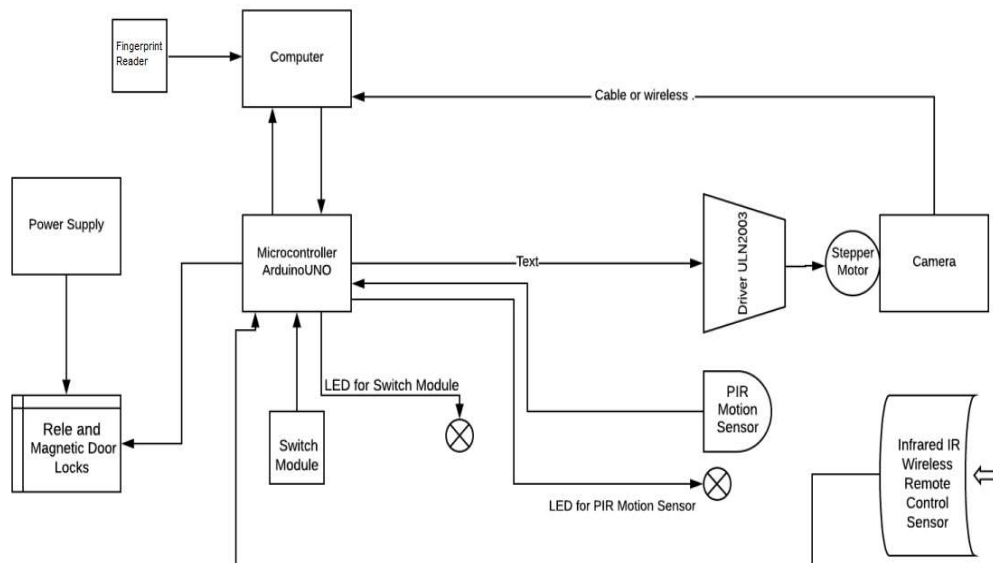 Fingerprint
Reader
Computer
Cable or wireless .
Power Supply
Microcontroller
ArduinoUNO
Text
Driver ULN2003
Stepper
Motor
Camera
LED for Switch Module
PIR
Motion
Sensor
Rele and
Magnetic Door
Locks
Switch
Module
Infrared IR
Wireless
Remote
Control
Sensor
LED for PIR Motion Sensor